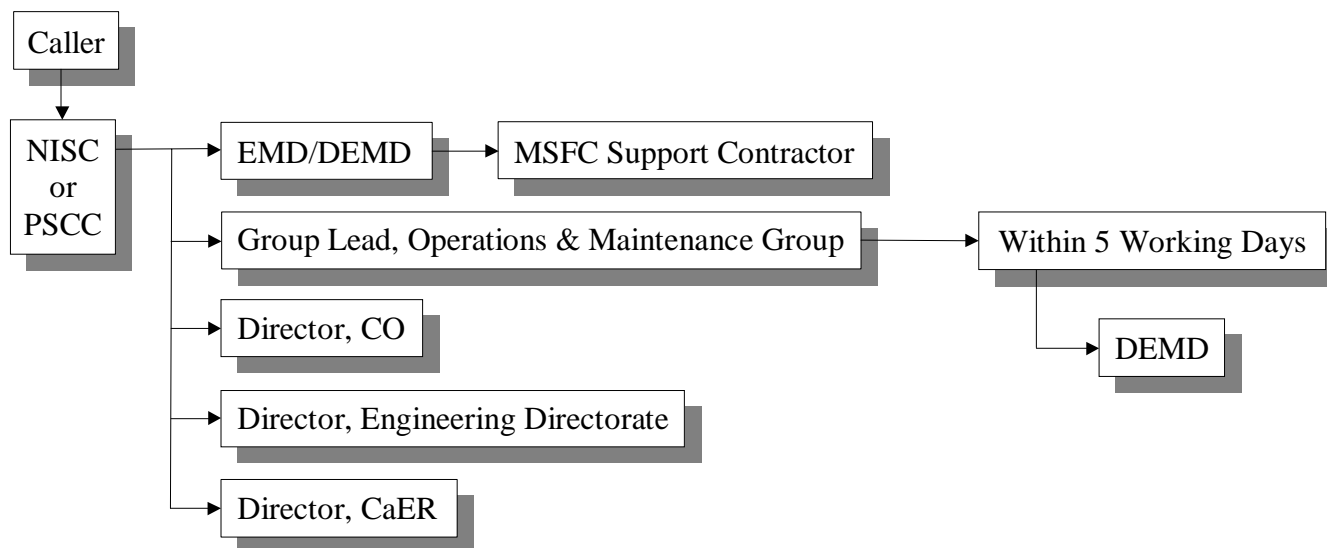 Caller
NISC
or
PSCC
EMD/DEMD
MSFC Support Contractor
Group Lead, Operations & Maintenance Group
Within 5 Working Days
Director, CO
DEMD
Director, Engineering Directorate
Director, CaER